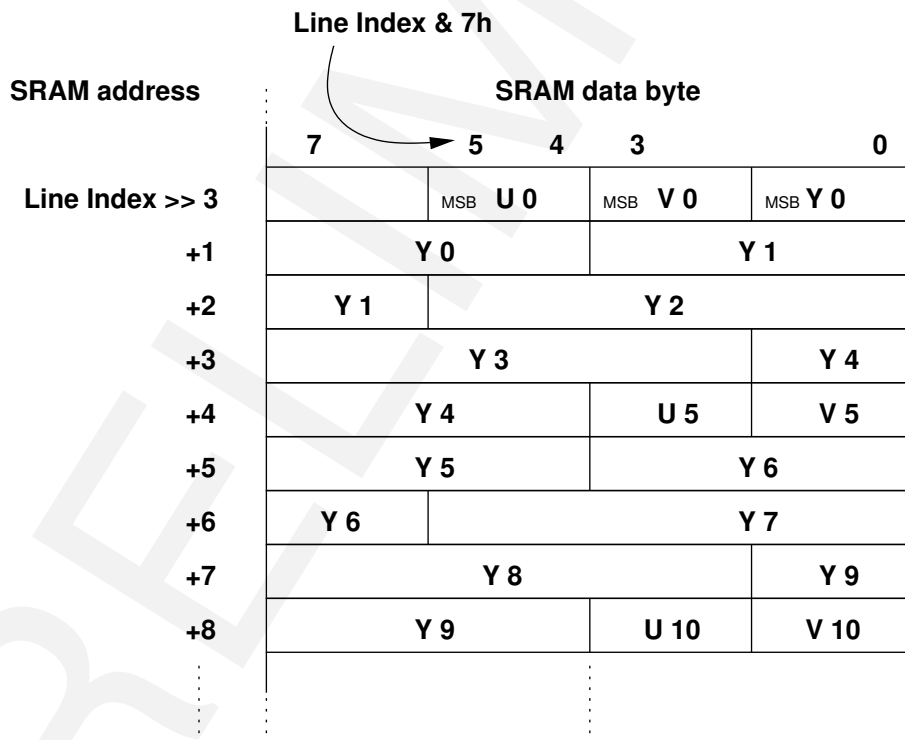 Line Index & 7h
SRAM address SRAM data byte
7 5 4 3 0
Line Index >> 3 MSB U 0 MSB V 0 MSB Y 0
+1 Y 0 Y 1
+2 Y 1 Y 2
+3 Y 3 Y 4
+4 Y 4 U 5 V 5
+5 Y 5 Y 6
+6 Y 6 Y 7
+7 Y 8 Y 9
+8 Y 9 U 10 V 10